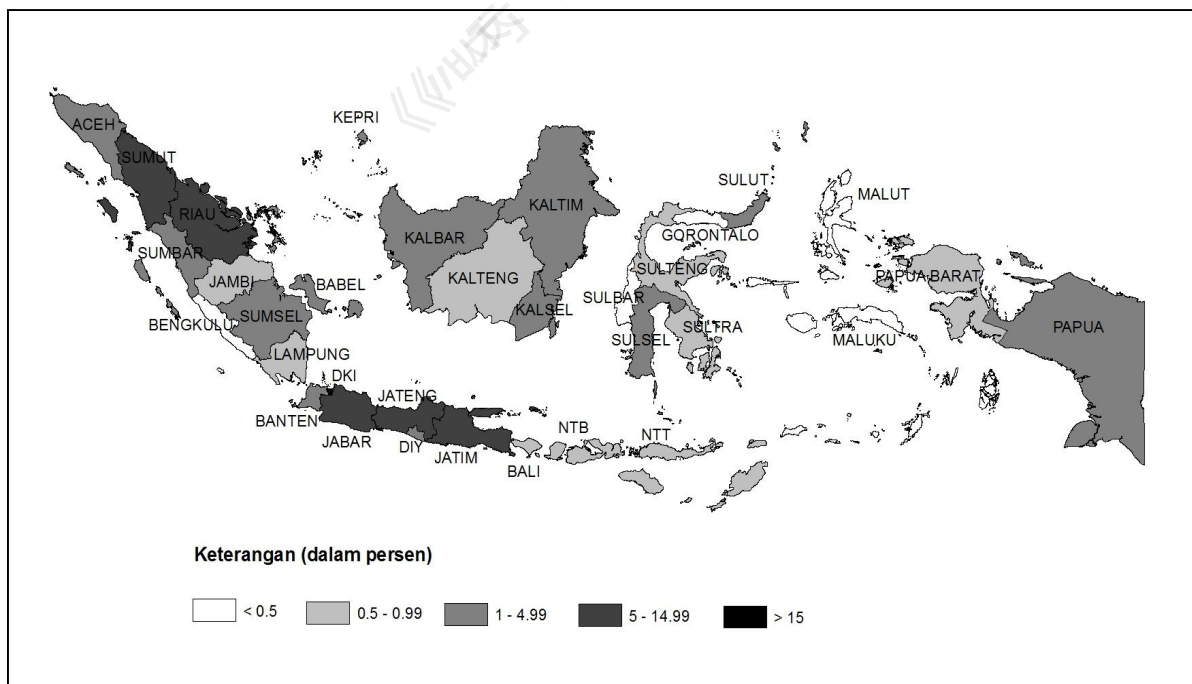 KEPRI
ACEH
SUMUT
SULUT
MALUT
RIAU
KALTIM
KALBAR
GORONTALO
SUMBAR
SULTENG
PAPUA BARAT
JAMBI
KALTENG
BABEL
SULBAR
KALSEL
SUMSEL
BENGKULU
SULTRA
PAPUA
SULSEL
MALUKU
LAMPUNG
DKI
JATENG
BANTEN
NTB
NTT
JABAR
DIY
JATIM
BALI
Keterangan (dalam persen)
< 0.5
0.5 - 0.99
1 - 4.99
5 - 14.99
> 15